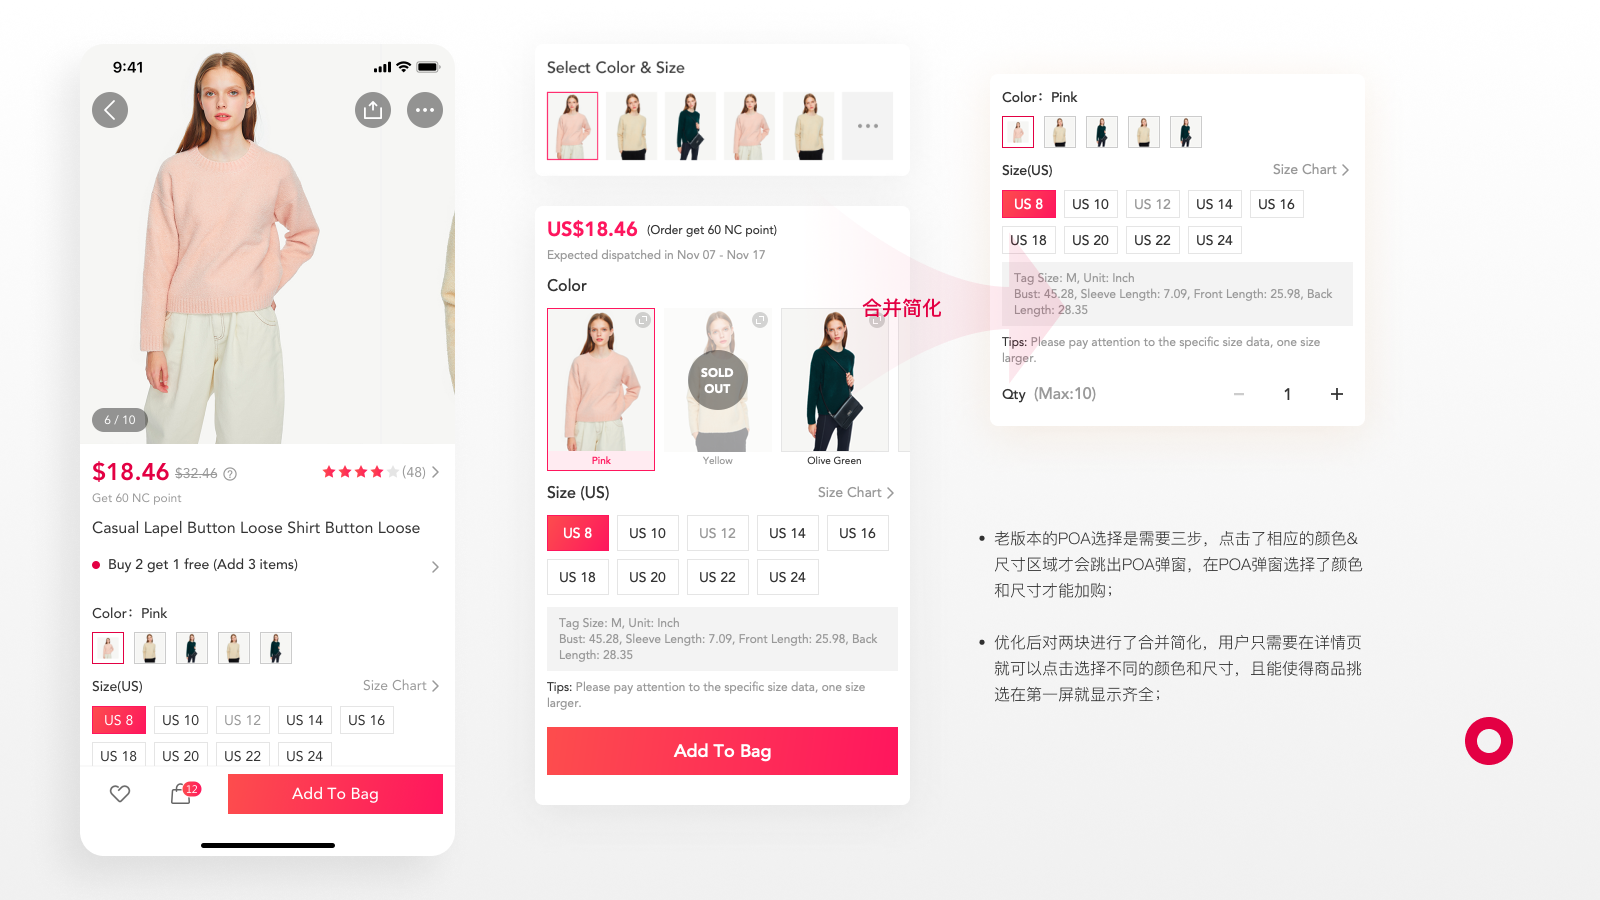 9:41
6 / 10
$18.46 $32.46 ? (48)
Get 60 NC point
Casual Lapel Button Loose Shirt Button Loose
Buy 2 get 1 free (Add 3 items)
Color: Pink
Size(US) Size Chart
US 8 US 10 US 12 US 14 US 16
US 18 US 20 US 22 US 24
12
Add To Bag
Select Color & Size
US$18.46 (Order get 60 NC point)
Expected dispatched in Nov 07 - Nov 17
Color
SOLD
OUT
Pink Yellow Olive Green
Size (US) Size Chart
US 8 US 10 US 12 US 14 US 16
US 18 US 20 US 22 US 24
Tag Size: M, Unit: Inch
Bust: 45.28, Sleeve Length: 7.09, Front Length: 25.98, Back
Length: 28.35
Tips: Please pay attention to the specific size data, one size
larger.
Add To Bag
合并简化
Color: Pink
Size(US) Size Chart
US 8 US 10 US 12 US 14 US 16
US 18 US 20 US 22 US 24
Tag Size: M, Unit: Inch
Bust: 45.28, Sleeve Length: 7.09, Front Length: 25.98, Back
Length: 28.35
Tips: Please pay attention to the specific size data, one size
larger.
Qty (Max:10) − 1 +
• 老版本的POA选择是需要三步，点击了相应的颜色&
尺寸区域才会跳出POA弹窗，在POA弹窗选择了颜色
和尺寸才能加购；
• 优化后对两块进行了合并简化，用户只需要在详情页
就可以点击选择不同的颜色和尺寸，且能使得商品挑
选在第一屏就显示齐全；